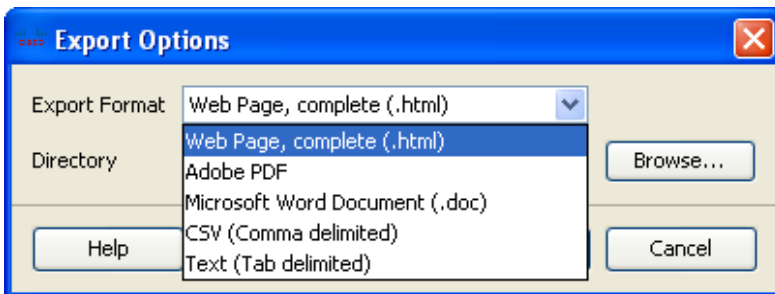 Export Options
Export Format Web Page, complete (.html)
Web Page, complete (.html)
Directory
Adobe PDF
Browse...
Microsoft Word Document (.doc)
CSV (Comma delimited)
Help
Cancel
Text (Tab delimited)